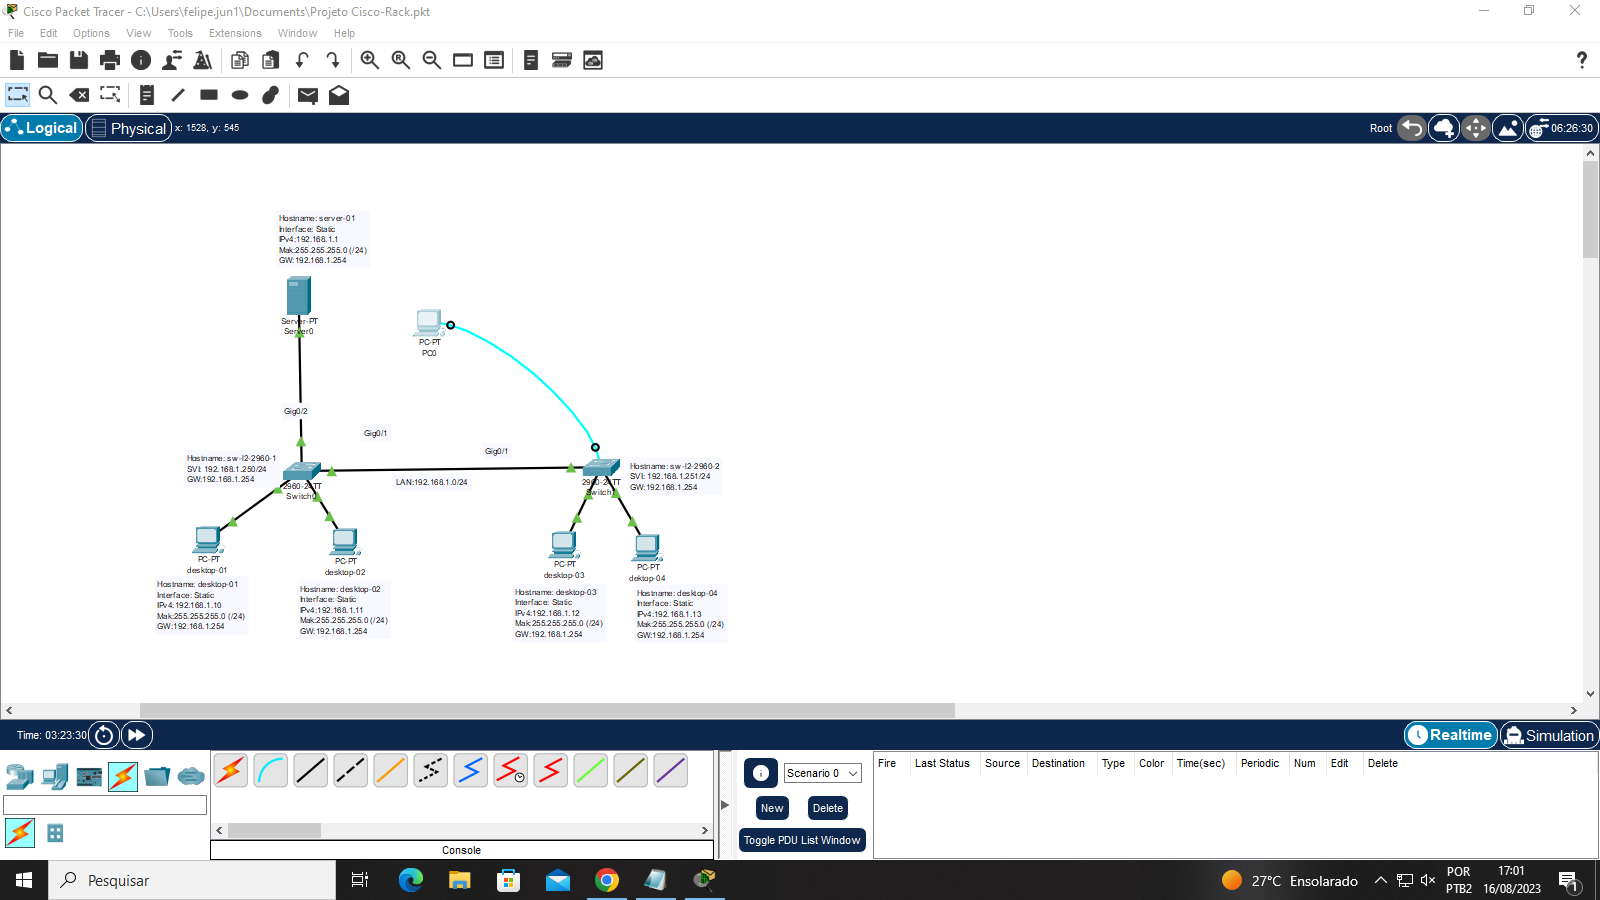 Cisco Packet Tracer - C:\Users\felipe.jun1\Documents\Projeto Cisco-Rack.pkt
File Edit Options View Tools Extensions Window Help
Logical Physical x: 1528, y: 545 Root 06:26:30
Hostname: server-01
Interface: Static
IPv4:192.168.1.1
Mak:255.255.255.0 (/24)
GW:192.168.1.254
Server-PT
Server0
PC-PT
PC0
Gig0/2
Gig0/1
Gig0/1
Hostname: sw-l2-2960-1
SVI: 192.168.1.250/24
GW:192.168.1.254
2960-24TT
Switch0
LAN:192.168.1.0/24
2960-24TT
Switch1
Hostname: sw-l2-2960-2
SVI: 192.168.1.251/24
GW:192.168.1.254
PC-PT
desktop-01
PC-PT
desktop-02
PC-PT
desktop-03
PC-PT
dektop-04
Hostname: desktop-01
Interface: Static
IPv4:192.168.1.10
Mak:255.255.255.0 (/24)
GW:192.168.1.254
Hostname: desktop-02
Interface: Static
IPv4:192.168.1.11
Mak:255.255.255.0 (/24)
GW:192.168.1.254
Hostname: desktop-03
Interface: Static
IPv4:192.168.1.12
Mak:255.255.255.0 (/24)
GW:192.168.1.254
Hostname: desktop-04
Interface: Static
IPv4:192.168.1.13
Mak:255.255.255.0 (/24)
GW:192.168.1.254
Time: 03:23:30 Realtime Simulation
Scenario 0
New Delete
Toggle PDU List Window
Fire Last Status Source Destination Type Color Time(sec) Periodic Num Edit Delete
Console
Pesquisar
27°C Ensolarado
POR
PTB2
17:01
16/08/2023
1